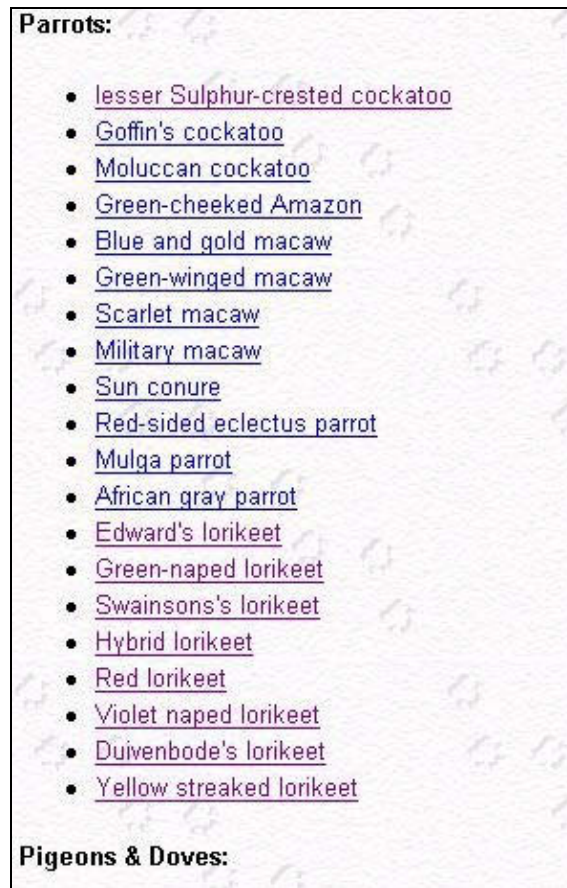 Parrots:
lesser Sulphur-crested cockatoo
Goffin's cockatoo
Moluccan cockatoo
Green-cheeked Amazon
Blue and gold macaw
Green-winged macaw
Scarlet macaw
Military macaw
Sun conure
Red-sided eclectus parrot
Mulga parrot
African gray parrot
Edward's lorikeet
Green-naped lorikeet
Swainsons's lorikeet
Hybrid lorikeet
Red lorikeet
Violet naped lorikeet
Duivenbode's lorikeet
Yellow streaked lorikeet
Pigeons & Doves: